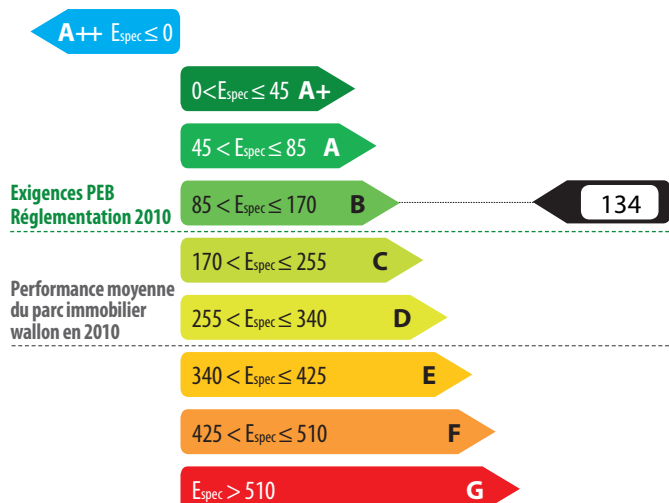 A++ Espec ≤ 0
0<Espec ≤ 45 A+
45 < Espec ≤ 85 A
Exigences PEB
Réglementation 2010
85 < Espec ≤ 170 B
134
170 < Espec ≤ 255 C
Performance moyenne
du parc immobilier
wallon en 2010
255 < Espec ≤ 340 D
340 < Espec ≤ 425 E
425 < Espec ≤ 510 F
Espec > 510 G